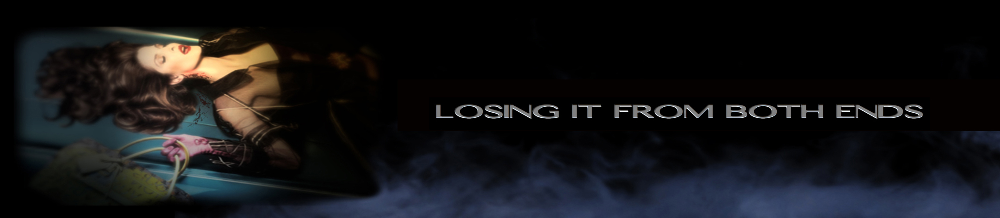 LOSING IT FROM BOTH ENDS